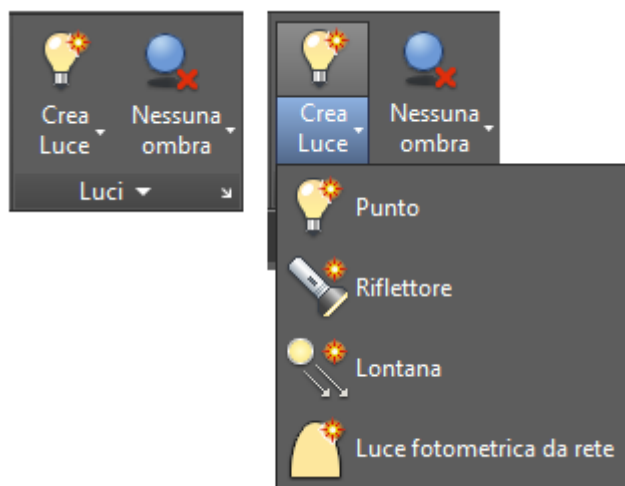 Crea
Luce
Nessuna
ombra
Luci
Crea
Luce
Nessuna
ombra
Punto
Riflettore
Lontana
Luce fotometrica da rete